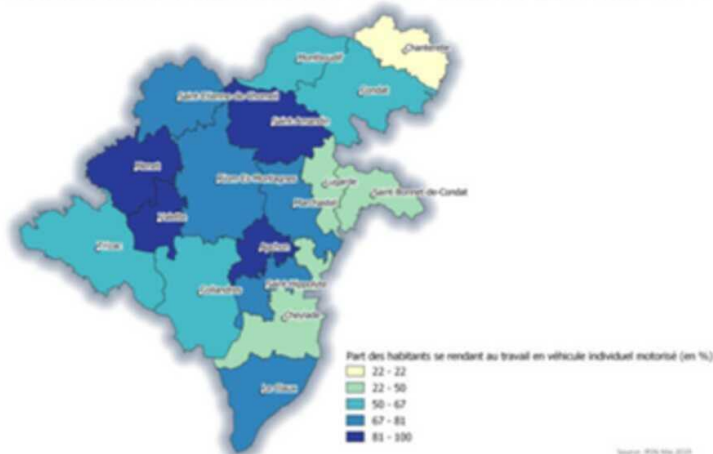 Chanterelle
Montboudif
Condat
Saint-Etienne-de-Chomeil
Saint-Amandin
Menet
Riom-Es-Montagnes
Lugarde
Saint-Bonnet-de-Condat
Marchastel
Valette
Trizac
Apchon
Collandres
Saint-Hippolyte
Cheylade
Le Claux
Part des habitants se rendant au travail en véhicule individuel motorisé (en %)
22 - 22
22 - 50
50 - 67
67 - 81
81 - 100